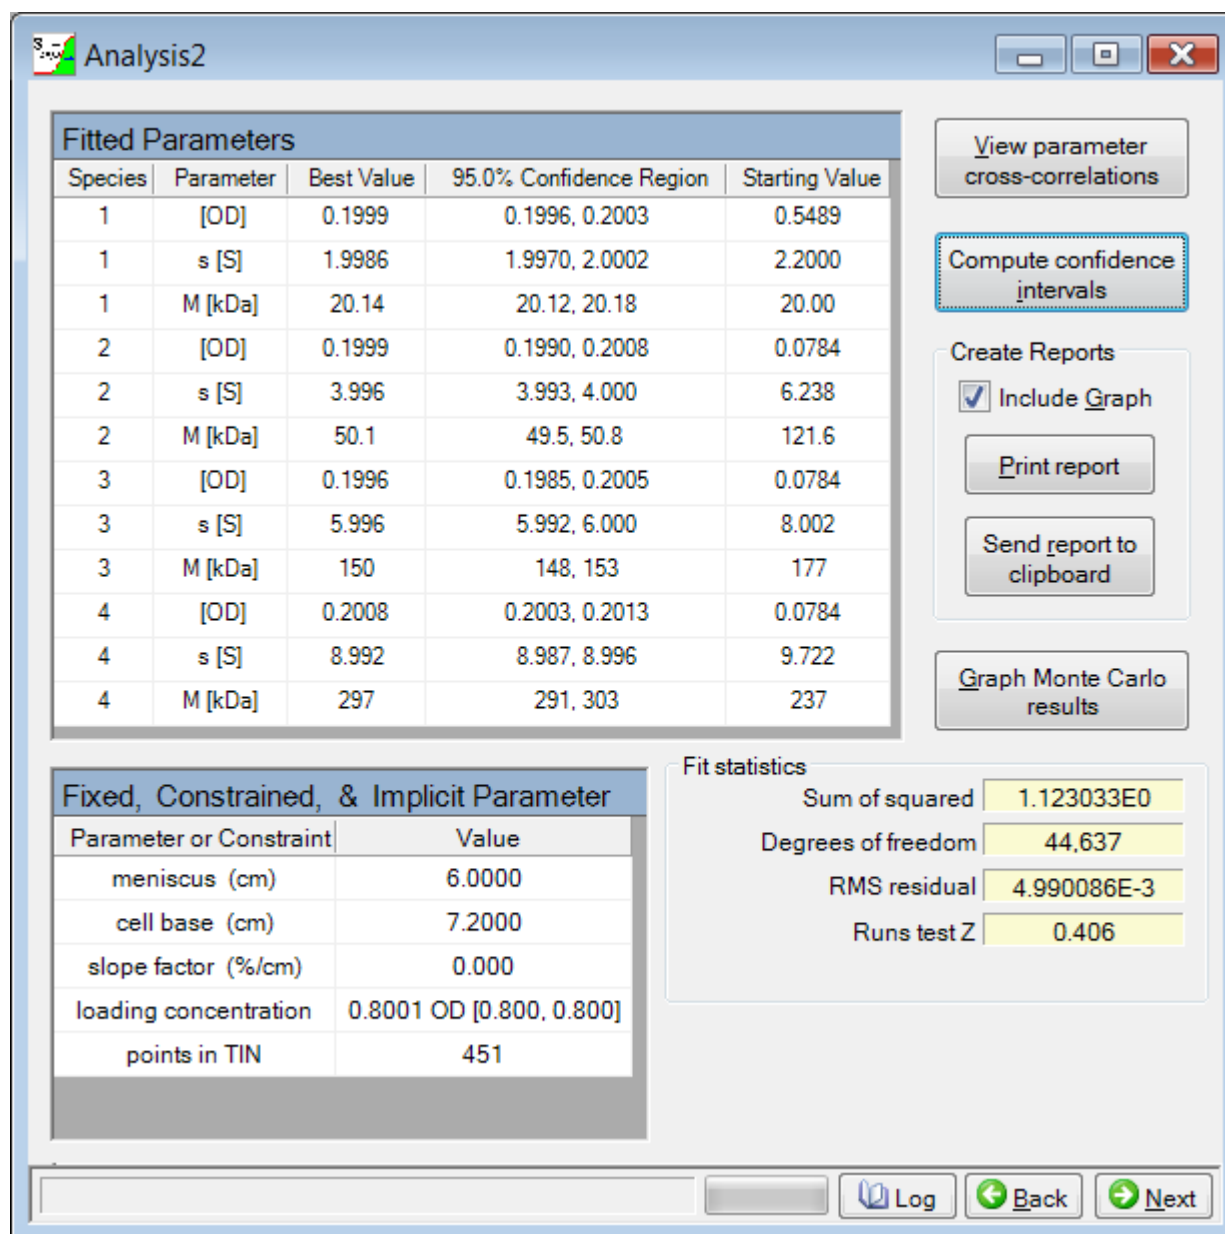 Analysis2
Fitted Parameters
Species Parameter Best Value 95.0% Confidence Region Starting Value
1 [OD] 0.1999 0.1996, 0.2003 0.5489
1 s [S] 1.9986 1.9970, 2.0002 2.2000
1 M [kDa] 20.14 20.12, 20.18 20.00
2 [OD] 0.1999 0.1990, 0.2008 0.0784
2 s [S] 3.996 3.993, 4.000 6.238
2 M [kDa] 50.1 49.5, 50.8 121.6
3 [OD] 0.1996 0.1985, 0.2005 0.0784
3 s [S] 5.996 5.992, 6.000 8.002
3 M [kDa] 150 148, 153 177
4 [OD] 0.2008 0.2003, 0.2013 0.0784
4 s [S] 8.992 8.987, 8.996 9.722
4 M [kDa] 297 291, 303 237
View parameter
cross-correlations
Compute confidence
intervals
Create Reports
Include Graph
Print report
Send report to
clipboard
Graph Monte Carlo
results
Fixed, Constrained, & Implicit Parameter
Parameter or Constraint Value
meniscus (cm) 6.0000
cell base (cm) 7.2000
slope factor (%/cm) 0.000
loading concentration 0.8001 OD [0.800, 0.800]
points in TIN 451
Fit statistics
Sum of squared 1.123033E0
Degrees of freedom 44,637
RMS residual 4.990086E-3
Runs test Z 0.406
Log Back Next